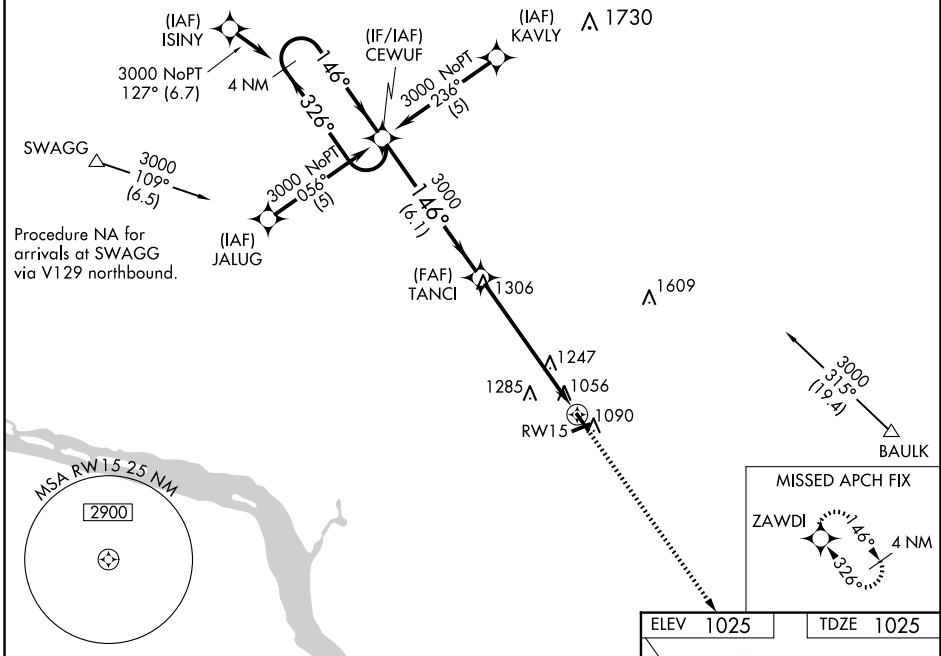 (IAF)
ISINY
3000 NoPT
127° (6.7)
4 NM
146°
326°
(IF/IAF)
CEWUF
(IAF)
KAVLY
1730
3000 NoPT
236°
(5)
SWAGG
3000
109°
(6.5)
3000 NoPT
056°
(5)
(IAF)
JALUG
Procedure NA for
arrivals at SWAGG
via V129 northbound.
3000
146°
(6.1)
(FAF)
TANCI
1306
1609
1247
1285
1056
1090
RW15
3000
315°
(19.4)
BAULK
MSA RW15 25 NM
2900
MISSED APCH FIX
ZAWDI
146°
4 NM
326°
ELEV 1025
TDZE 1025